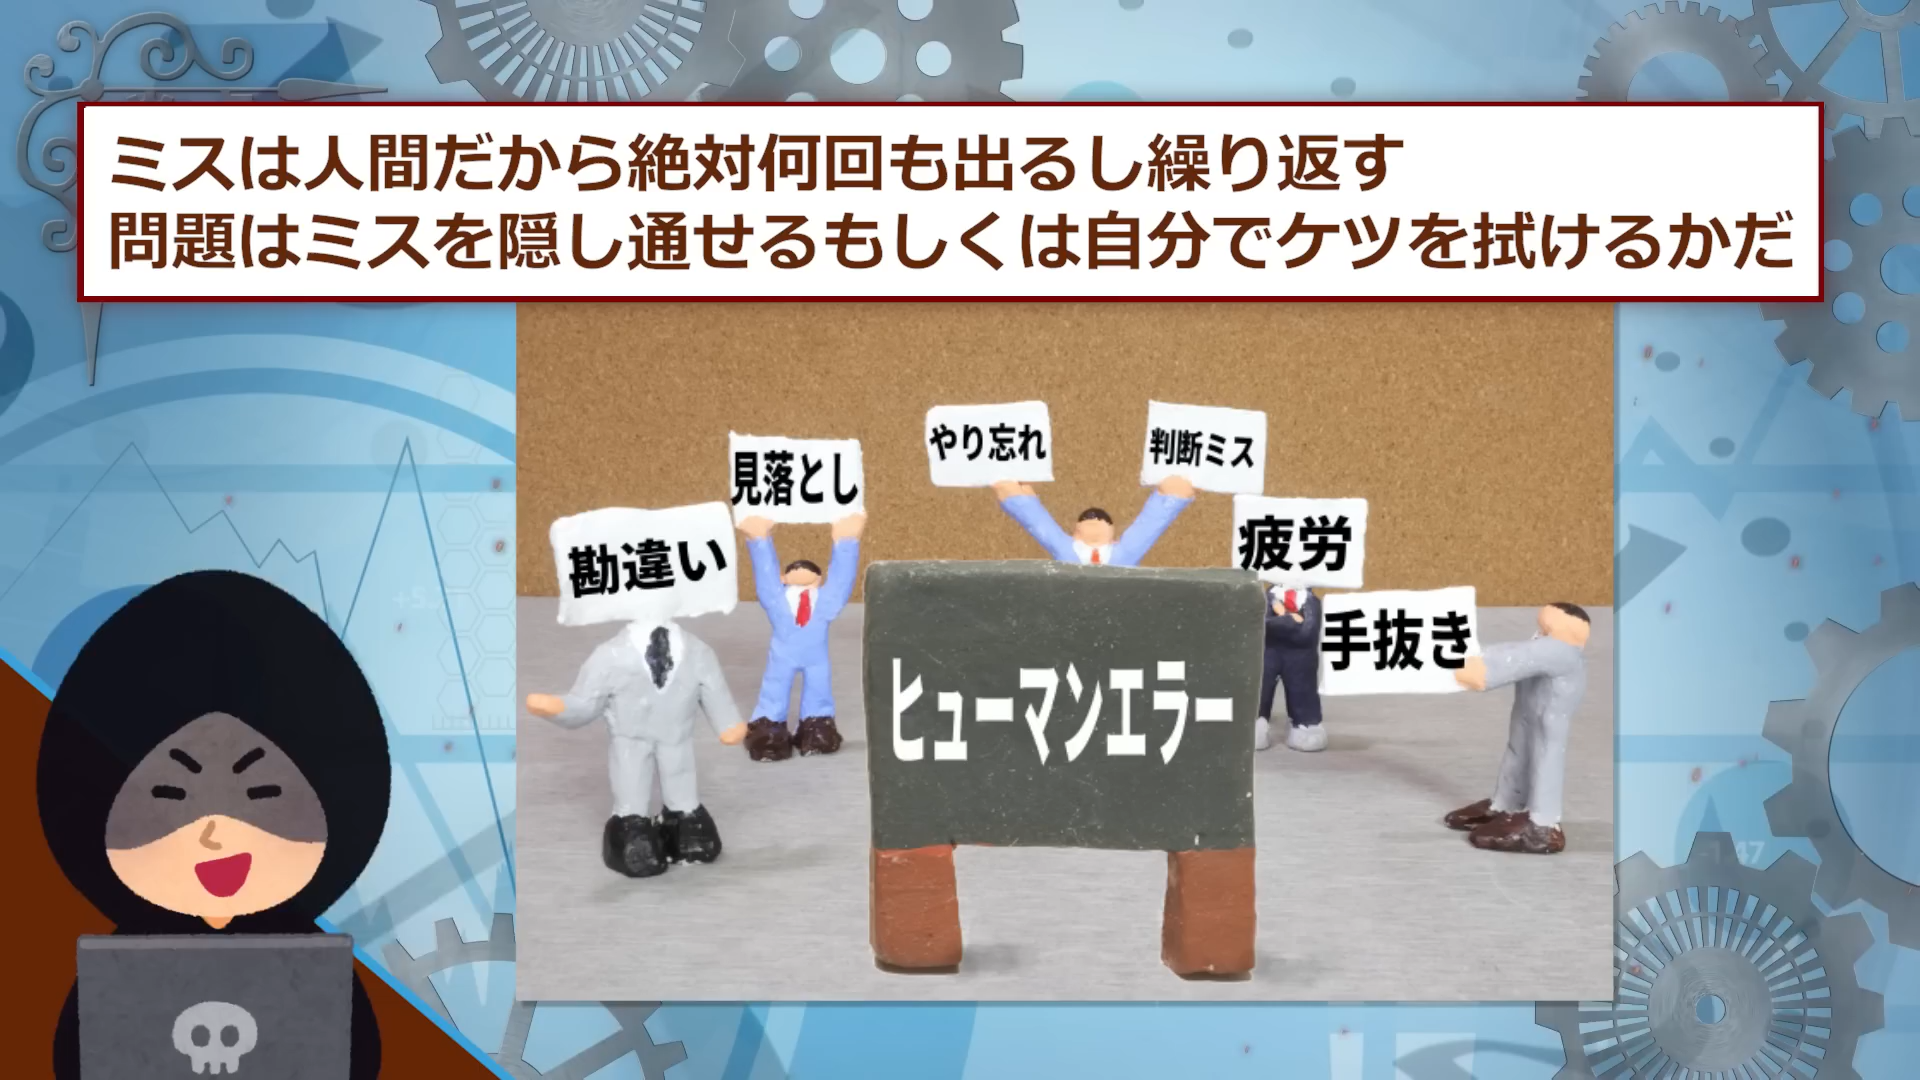 ミスは人間だから絶対何回も出るし繰り返す
問題はミスを隠し通せるもしくは自分でケツを拭けるかだ
やり忘れ
判断ミス
見落とし
勘違い
疲労
手抜き
ヒューマンエラー